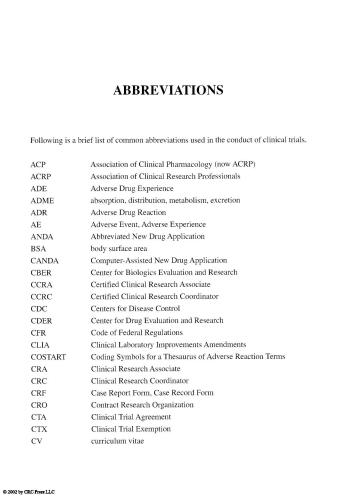 ABBREVIATIONS
Following is a brief list of common abbreviations used in the conduct of clinical trials.
ACP Association of Clinical Pharmacology (now ACRP)
ACRP Association of Clinical Research Professionals
ADE Adverse Drug Experience
ADME absorption, distribution, metabolism, excretion
ADR Adverse Drug Reaction
AE Adverse Event, Adverse Experience
ANDA Abbreviated New Drug Application
BSA body surface area
CANDA Computer-Assisted New Drug Application
CBER Center for Biologics Evaluation and Research
CCRA Certified Clinical Research Associate
CCRC Certified Clinical Research Coordinator
CDC Centers for Disease Control
CDER Center for Drug Evaluation and Research
CFR Code of Federal Regulations
CLIA Clinical Laboratory Improvements Amendments
COSTART Coding Symbols for a Thesaurus of Adverse Reaction Terms
CRA Clinical Research Associate
CRC Clinical Research Coordinator
CRF Case Report Form, Case Record Form
CRO Contract Research Organization
CTA Clinical Trial Agreement
CTX Clinical Trial Exemption
CV curriculum vitae
© 2002 by CRC Press LLC